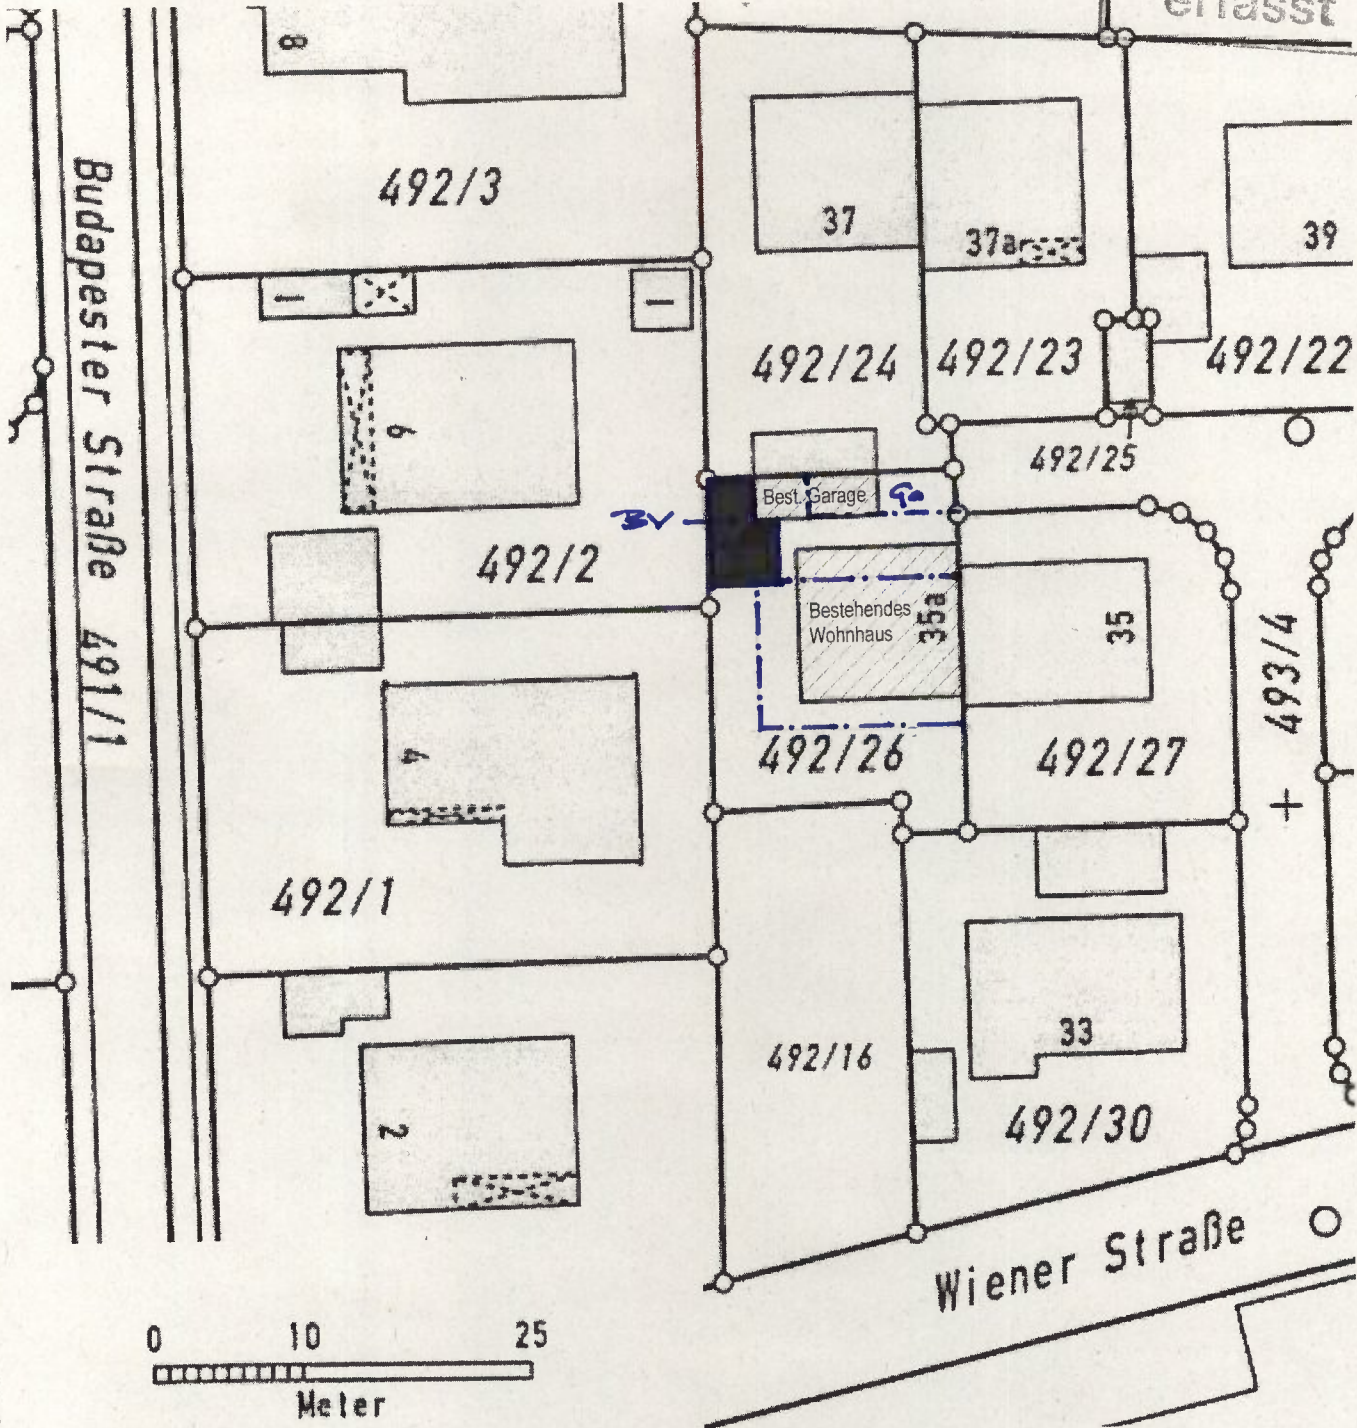 erfasst
8
Budapester Straße 491/1
492/3
37
37a
39
I
I
492/24
492/23
492/22
6
492/25
Best. Garage
Ga
BV
492/2
Bestehendes
Wohnhaus
35a
35
493/4
4
492/26
492/27
492/1
2
492/16
33
492/30
Wiener Straße
0 10 25
Meter